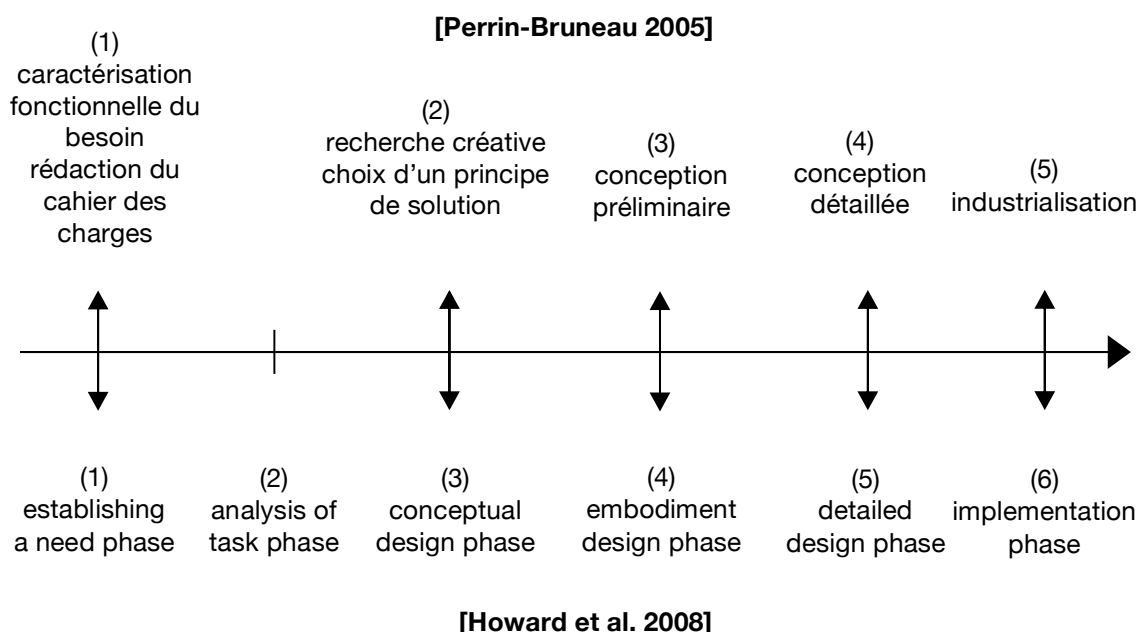 [Perrin-Bruneau 2005]
(1)
caractérisation
fonctionnelle du
besoin
rédaction du
cahier des
charges
(2)
recherche créative
choix d’un principe
de solution
(3)
conception
préliminaire
(4)
conception
détaillée
(5)
industrialisation
(1)
establishing
a need phase
(2)
analysis of
task phase
(3)
conceptual
design phase
(4)
embodiment
design phase
(5)
detailed
design phase
(6)
implementation
phase
[Howard et al. 2008]